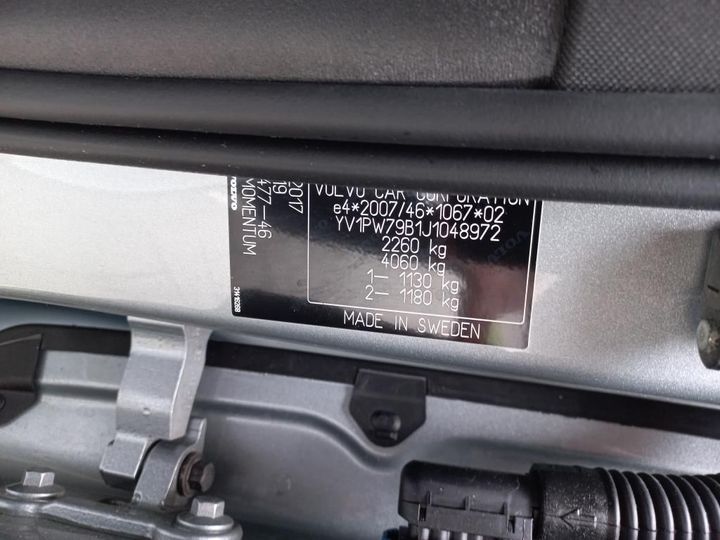 VOLVO CAR CORPORATION
e4*2007/46*1067*02
YV1PW79B1J1048972
2260 kg
4060 kg
1– 1130 kg
2– 1180 kg
MADE IN SWEDEN
2017
19
477–46
MOMENTUM
VOLVO